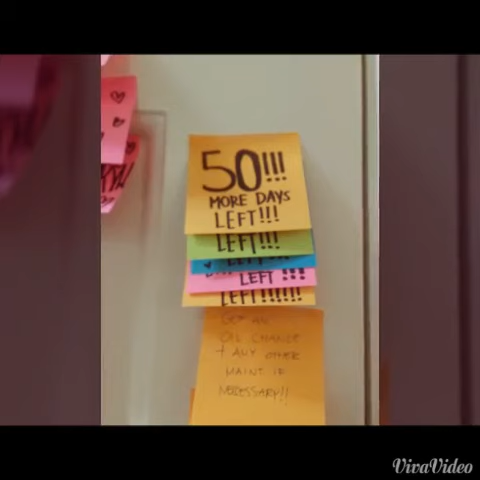 50!!!
MORE DAYS
LEFT!!!
LEFT!!!
LEFT !!!
LEFT!!!!!!
GET AN
OIL CHANGE
+ ANY OTHER
MAINT IF
NECESSARY!!
VivaVideo